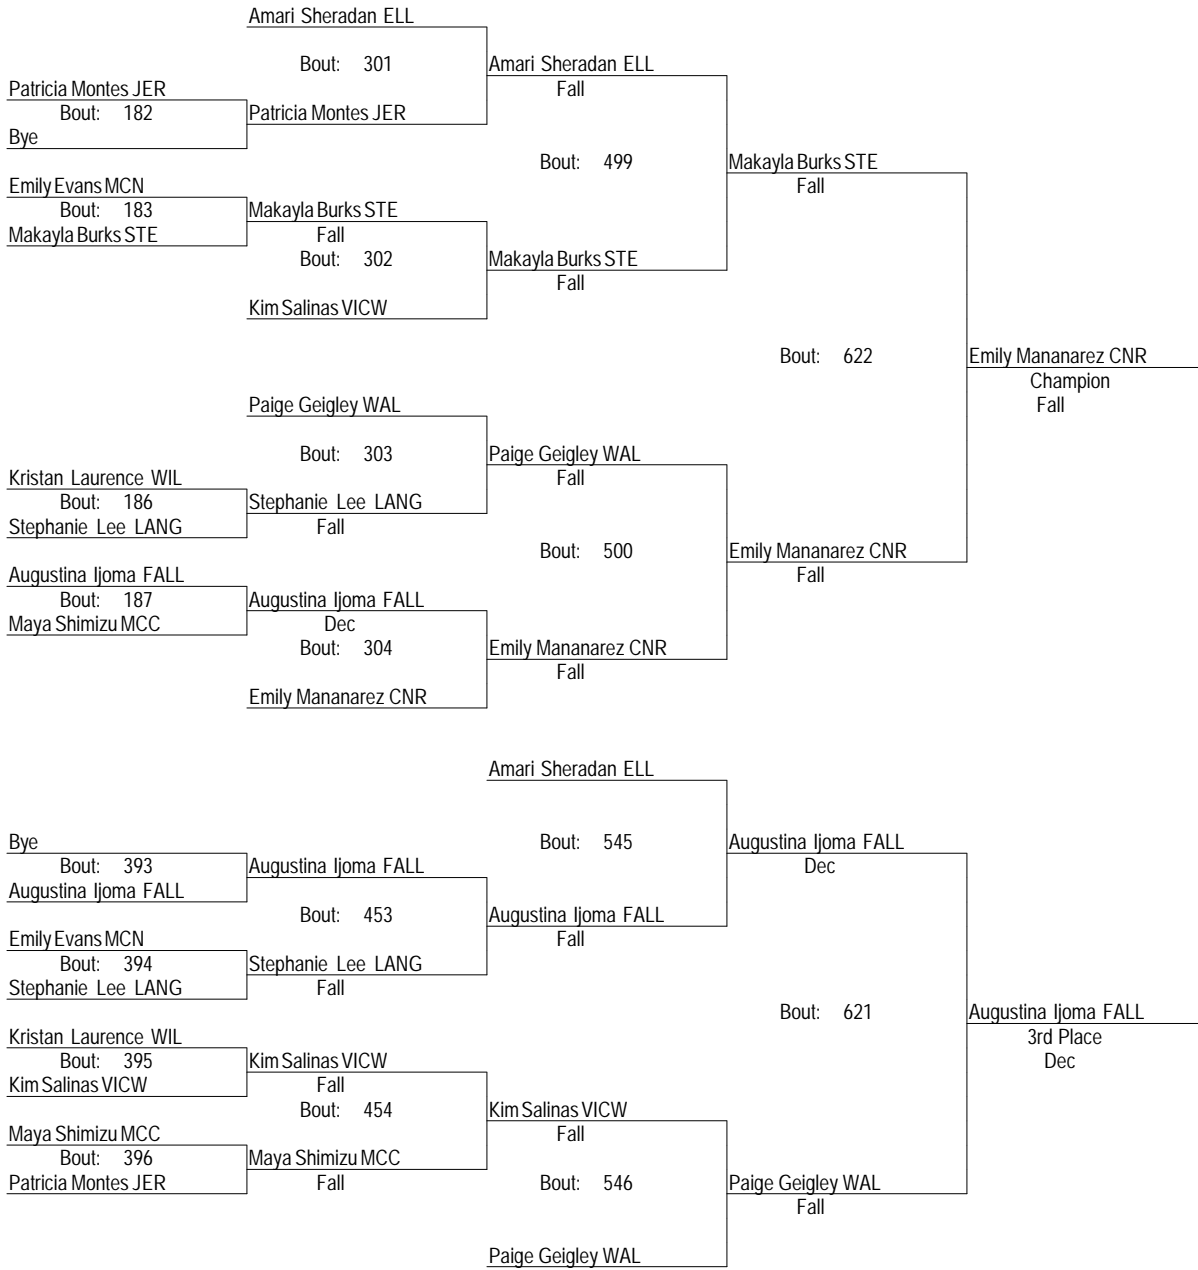 Amari Sheradan ELL
Bout: 301
Amari Sheradan ELL
Fall
Patricia Montes JER
Bout: 182
Patricia Montes JER
Bye
Bout: 499
Makayla Burks STE
Fall
Emily Evans MCN
Bout: 183
Makayla Burks STE
Makayla Burks STE
Fall
Bout: 302
Makayla Burks STE
Fall
Kim Salinas VICW
Bout: 622
Emily Mananarez CNR
Champion
Fall
Paige Geigley WAL
Bout: 303
Paige Geigley WAL
Fall
Kristan Laurence WIL
Bout: 186
Stephanie Lee LANG
Stephanie Lee LANG
Fall
Bout: 500
Emily Mananarez CNR
Fall
Augustina Ijoma FALL
Bout: 187
Augustina Ijoma FALL
Maya Shimizu MCC
Dec
Bout: 304
Emily Mananarez CNR
Fall
Emily Mananarez CNR
Amari Sheradan ELL
Bye
Bout: 545
Augustina Ijoma FALL
Dec
Bout: 393
Augustina Ijoma FALL
Augustina Ijoma FALL
Bout: 453
Augustina Ijoma FALL
Fall
Emily Evans MCN
Bout: 394
Stephanie Lee LANG
Stephanie Lee LANG
Fall
Bout: 621
Augustina Ijoma FALL
3rd Place
Dec
Kristan Laurence WIL
Bout: 395
Kim Salinas VICW
Kim Salinas VICW
Fall
Bout: 454
Kim Salinas VICW
Fall
Maya Shimizu MCC
Bout: 396
Maya Shimizu MCC
Patricia Montes JER
Fall
Bout: 546
Paige Geigley WAL
Fall
Paige Geigley WAL